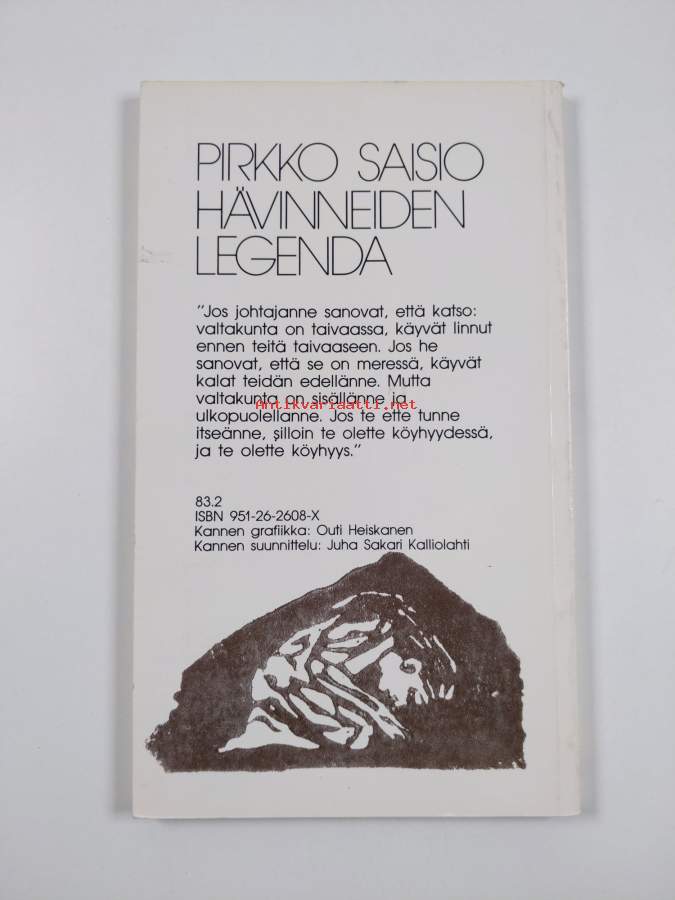 PIRKKO SAISIO
HÄVINNEIDEN
LEGENDA
"Jos johtajanne sanovat, että katso:
valtakunta on taivaassa, käyvät linnut
ennen teitä taivaaseen. Jos he
sanovat, että se on meressä, käyvät
kalat teidän edellänne. Mutta
valtakunta on sisällänne ja
Antikvariaatti.net
ulkopuolellanne. Jos te ette tunne
itseänne, silloin te olette köyhyydessä,
ja te olette köyhyys."
83.2
ISBN 951-26-2608-X
Kannen grafiikka: Outi Heiskanen
Kannen suunnittelu: Juha Sakari Kalliolahti